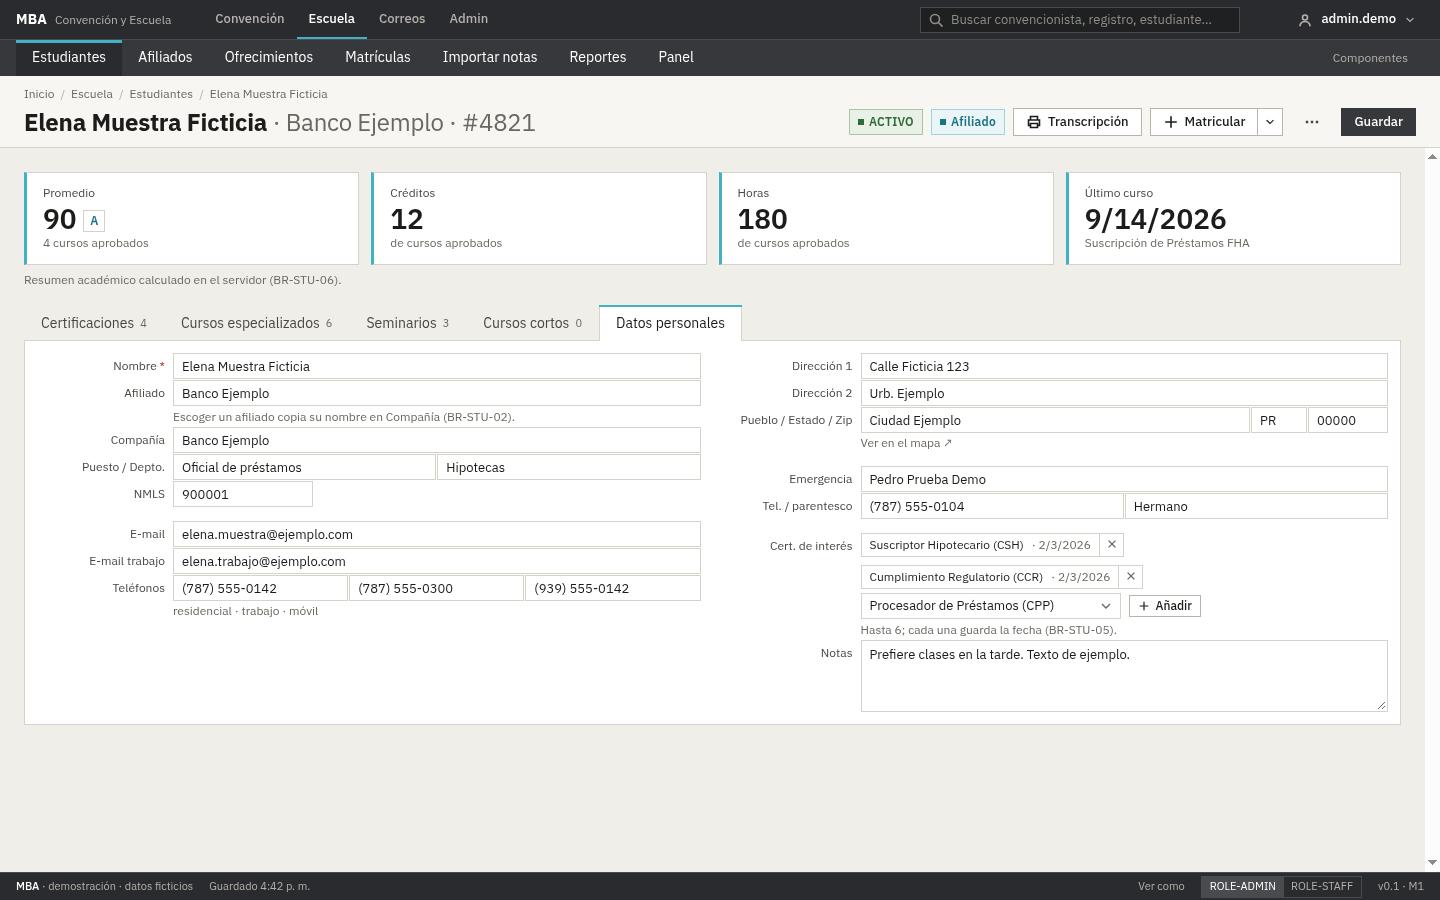 MBA Convención y Escuela Convención Escuela Correos Admin Buscar convencionista, registro, estudiante... admin.demo
Estudiantes Afiliados Ofrecimientos Matrículas Importar notas Reportes Panel Componentes
Inicio / Escuela / Estudiantes / Elena Muestra Ficticia
Elena Muestra Ficticia · Banco Ejemplo · #4821 ACTIVO Afiliado Transcripción Matricular ··· Guardar
Promedio Créditos Horas Último curso
90 A 12 180 9/14/2026
4 cursos aprobados de cursos aprobados de cursos aprobados Suscripción de Préstamos FHA
Resumen académico calculado en el servidor (BR-STU-06).
Certificaciones 4 Cursos especializados 6 Seminarios 3 Cursos cortos 0 Datos personales
Nombre * Elena Muestra Ficticia
Afiliado Banco Ejemplo
Escoger un afiliado copia su nombre en Compañía (BR-STU-02).
Compañía Banco Ejemplo
Puesto / Depto. Oficial de préstamos Hipotecas
NMLS 900001
E-mail elena.muestra@ejemplo.com
E-mail trabajo elena.trabajo@ejemplo.com
Teléfonos (787) 555-0142 (787) 555-0300 (939) 555-0142
residencial · trabajo · móvil
Dirección 1 Calle Ficticia 123
Dirección 2 Urb. Ejemplo
Pueblo / Estado / Zip Ciudad Ejemplo PR 00000
Ver en el mapa ↗
Emergencia Pedro Prueba Demo
Tel. / parentesco (787) 555-0104 Hermano
Cert. de interés Suscriptor Hipotecario (CSH) · 2/3/2026 ×
Cumplimiento Regulatorio (CCR) · 2/3/2026 ×
Procesador de Préstamos (CPP) + Añadir
Hasta 6; cada una guarda la fecha (BR-STU-05).
Notas Prefiere clases en la tarde. Texto de ejemplo.
MBA · demostración · datos ficticios Guardado 4:42 p. m. Ver como ROLE-ADMIN ROLE-STAFF v0.1 · M1